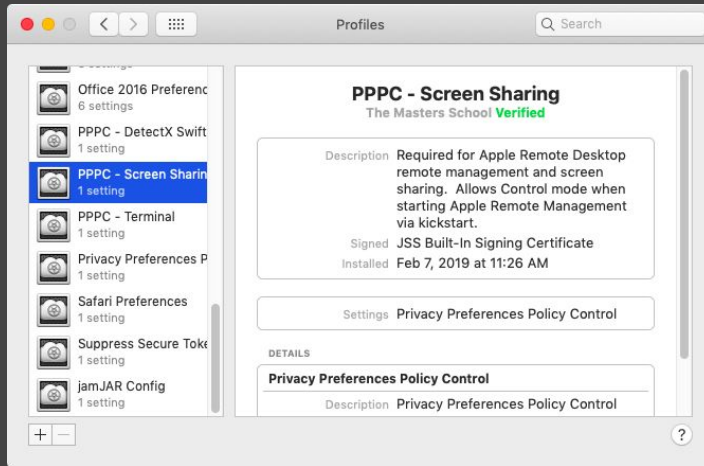 Profiles
Search
Office 2016 Preferenc
6 settings
PPPC - DetectX Swift
1 setting
PPPC - Screen Sharin
1 setting
PPPC - Terminal
1 setting
Privacy Preferences P
1 setting
Safari Preferences
1 setting
Suppress Secure Toke
1 setting
jamJAR Config
1 setting
PPPC - Screen Sharing
The Masters School Verified
Description Required for Apple Remote Desktop
remote management and screen
sharing. Allows Control mode when
starting Apple Remote Management
via kickstart.
Signed JSS Built-In Signing Certificate
Installed Feb 7, 2019 at 11:26 AM
Settings Privacy Preferences Policy Control
DETAILS
Privacy Preferences Policy Control
Description Privacy Preferences Policy Control
+ −
?